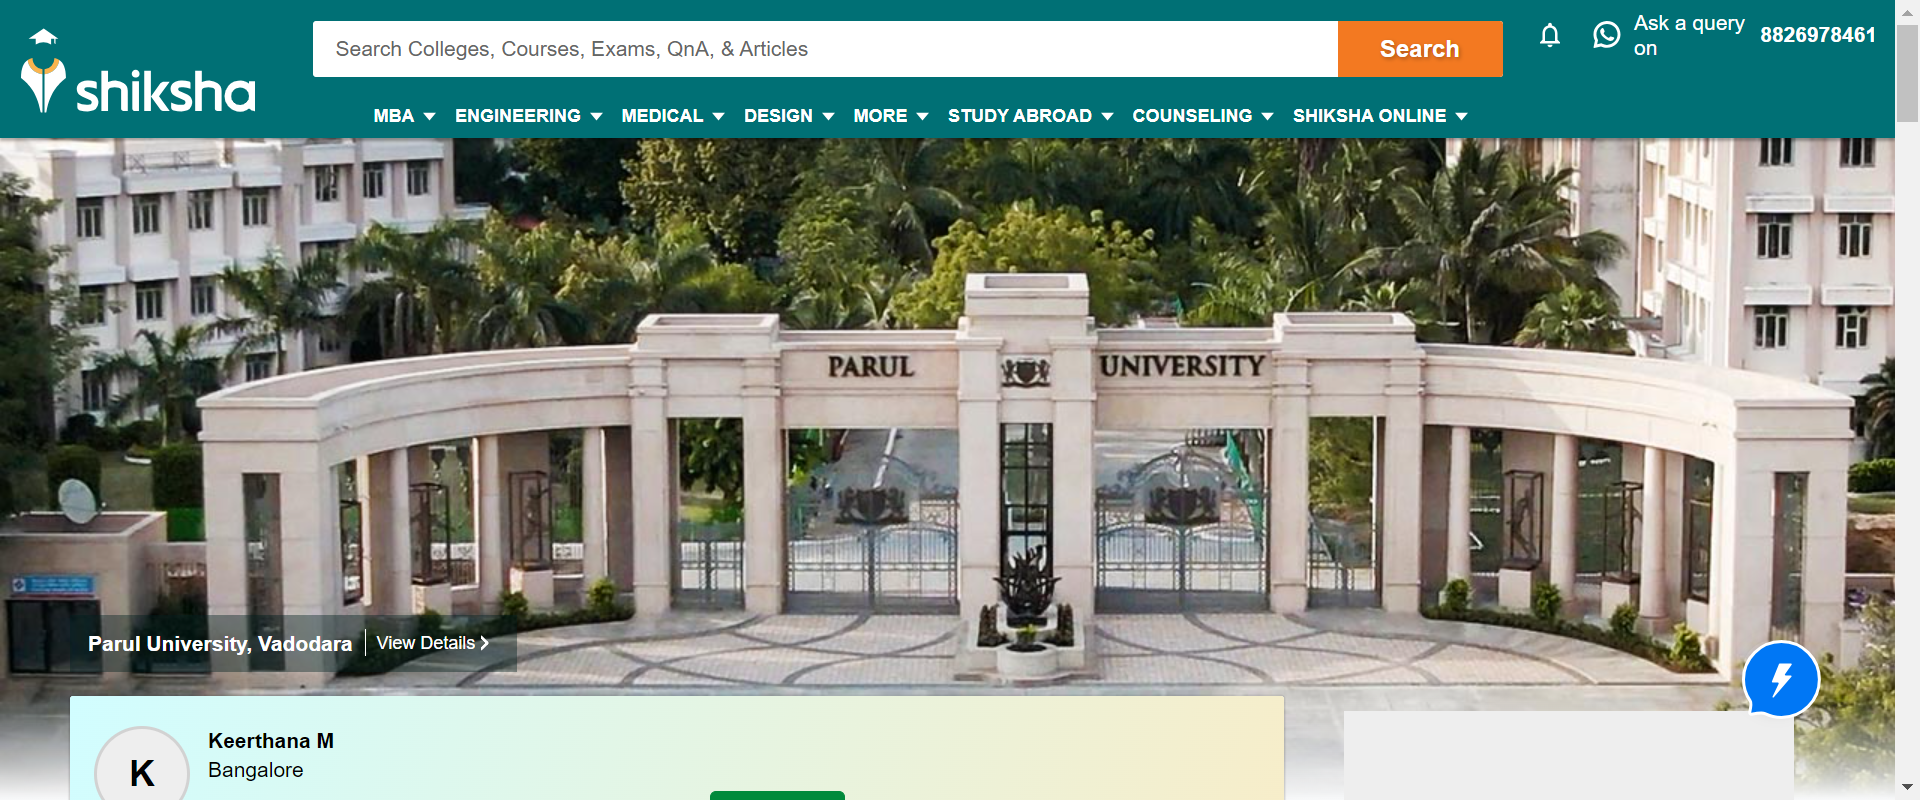 shiksha
Search Colleges, Courses, Exams, QnA, & Articles
Search
Ask a query on
8826978461
MBA
ENGINEERING
MEDICAL
DESIGN
MORE
STUDY ABROAD
COUNSELING
SHIKSHA ONLINE
PARUL UNIVERSITY
Parul University, Vadodara
View Details
K
Keerthana M
Bangalore